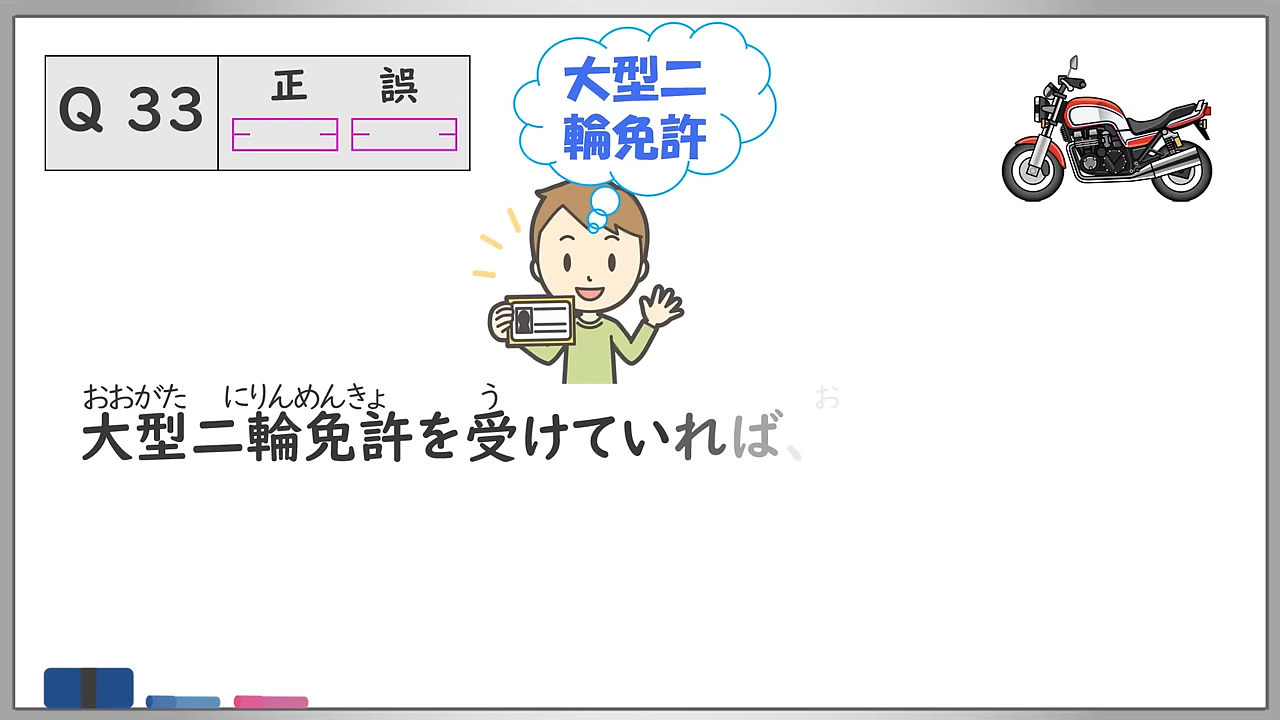 Q 33
正 誤
大型二
輪免許
おおがた にりんめんきょ う お
大型二輪免許を受けていれば、